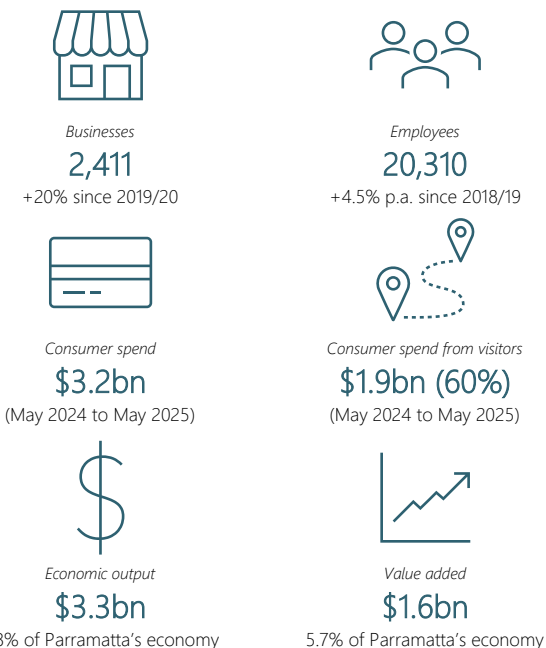 Businesses
2,411
+20% since 2019/20
Employees
20,310
+4.5% p.a. since 2018/19
Consumer spend
$3.2bn
(May 2024 to May 2025)
Consumer spend from visitors
$1.9bn (60%)
(May 2024 to May 2025)
Economic output
$3.3bn
% of Parramatta's economy
Value added
$1.6bn
5.7% of Parramatta's economy